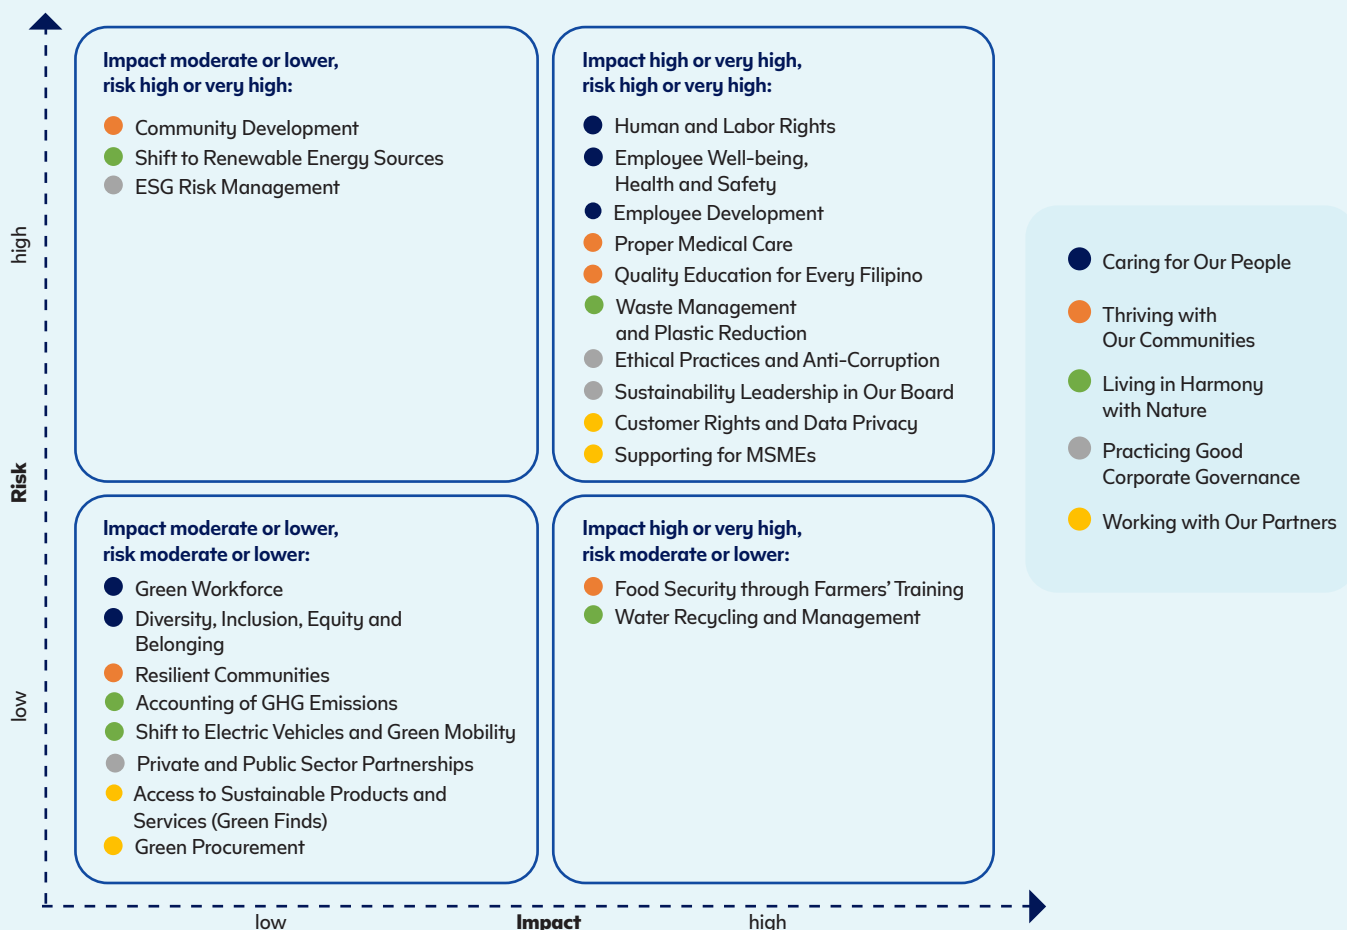 Impact moderate or lower,
risk high or very high:
Community Development
Shift to Renewable Energy Sources
ESG Risk Management
Impact high or very high,
risk high or very high:
Human and Labor Rights
Employee Well-being,
Health and Safety
Employee Development
Proper Medical Care
Quality Education for Every Filipino
Waste Management
and Plastic Reduction
Ethical Practices and Anti-Corruption
Sustainability Leadership in Our Board
Customer Rights and Data Privacy
Supporting for MSMEs
high
Risk
low
Impact moderate or lower,
risk moderate or lower:
Green Workforce
Diversity, Inclusion, Equity and
Belonging
Resilient Communities
Accounting of GHG Emissions
Shift to Electric Vehicles and Green Mobility
Private and Public Sector Partnerships
Access to Sustainable Products and
Services (Green Finds)
Green Procurement
Impact high or very high,
risk moderate or lower:
Food Security through Farmers’ Training
Water Recycling and Management
low
Impact
high
Caring for Our People
Thriving with
Our Communities
Living in Harmony
with Nature
Practicing Good
Corporate Governance
Working with Our Partners